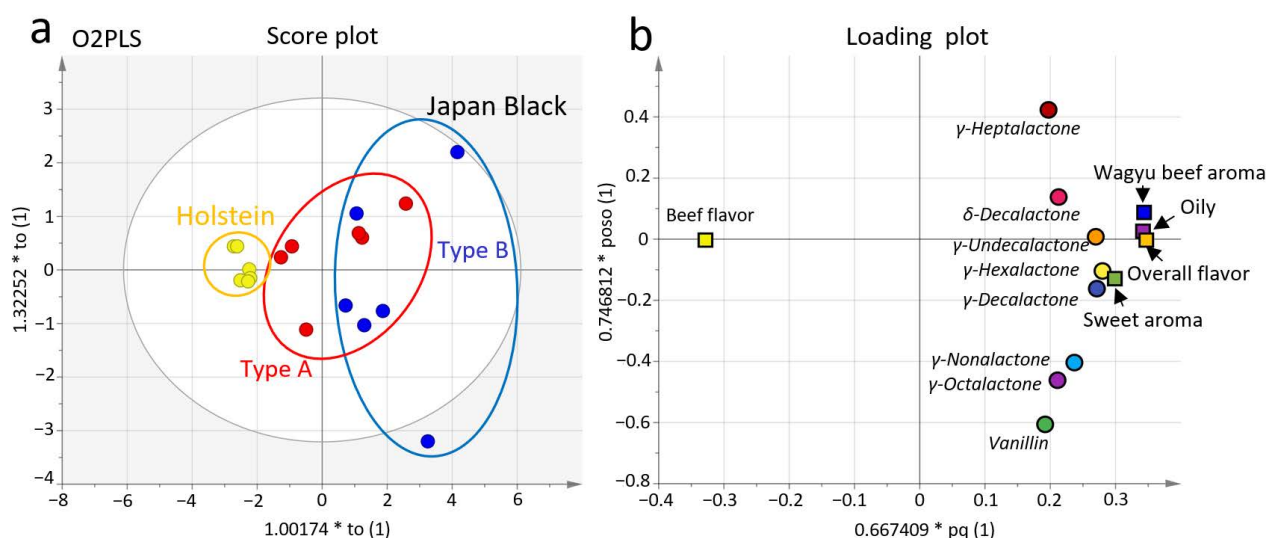 a
O2PLS
Score plot
3
2
1
0
−1
−2
−3
−4
−8
−6
−4
−2
0
2
4
6
1.32252 * to (1)
1.00174 * to (1)
Japan Black
Holstein
Type B
Type A
b
Loading plot
0.4
0.2
0
−0.2
−0.4
−0.6
−0.8
−0.4
−0.3
−0.2
−0.1
0
0.1
0.2
0.3
0.746812 * poso (1)
0.667409 * pq (1)
γ-Heptalactone
Wagyu beef aroma
Oily
Beef flavor
δ-Decalactone
γ-Undecalactone
γ-Hexalactone
Overall flavor
γ-Decalactone
Sweet aroma
γ-Nonalactone
γ-Octalactone
Vanillin